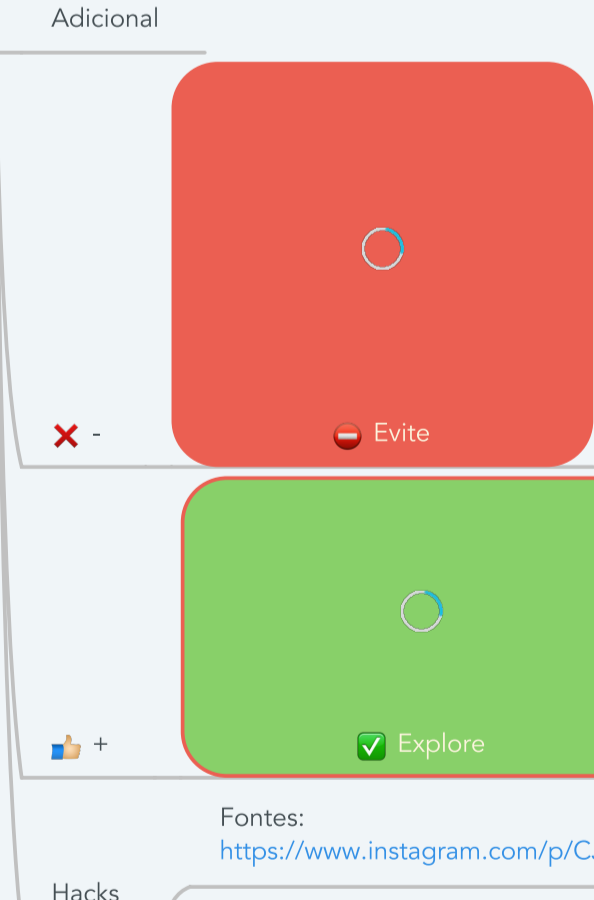 Adicional
❌ -
⛔ Evite
👍 +
✅ Explore
Fontes:
https://www.instagram.com/p/C
Hacks